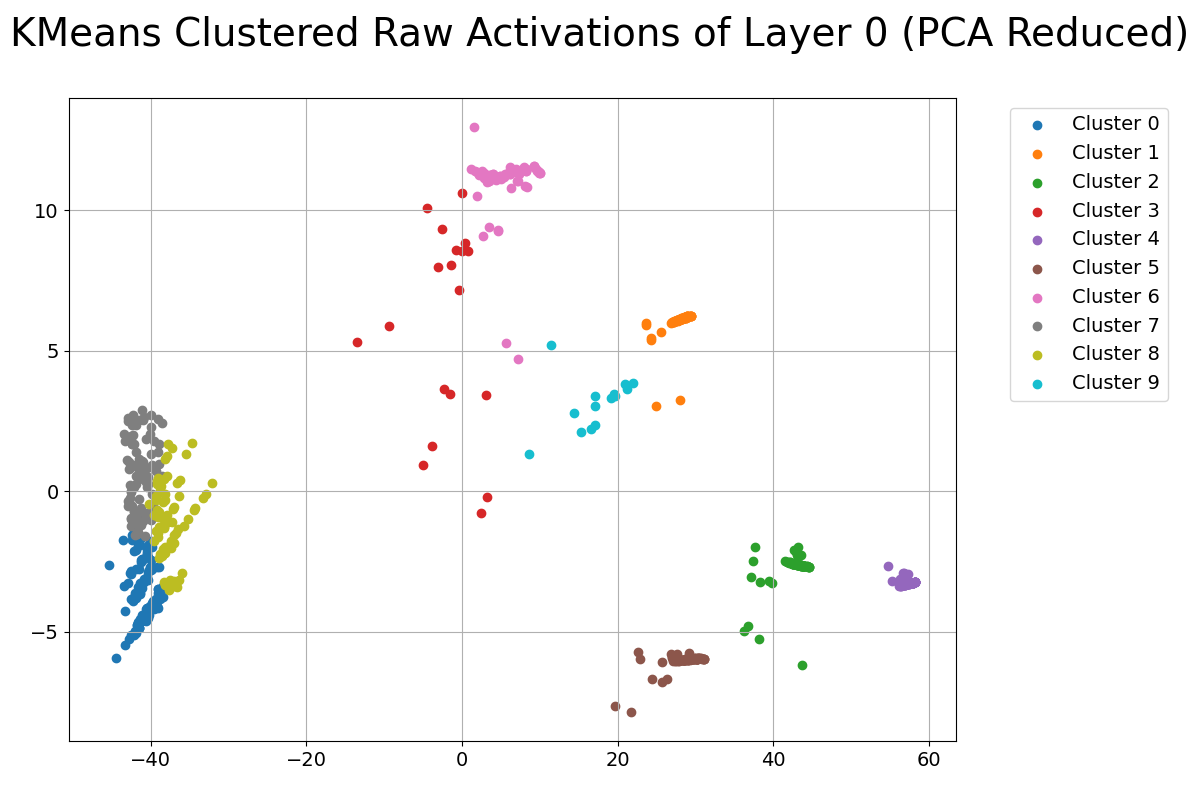 KMeans Clustered Raw Activations of Layer 0 (PCA Reduced)
Cluster 0
Cluster 1
Cluster 2
Cluster 3
Cluster 4
Cluster 5
Cluster 6
Cluster 7
Cluster 8
Cluster 9
10
5
0
−5
−40
−20
0
20
40
60